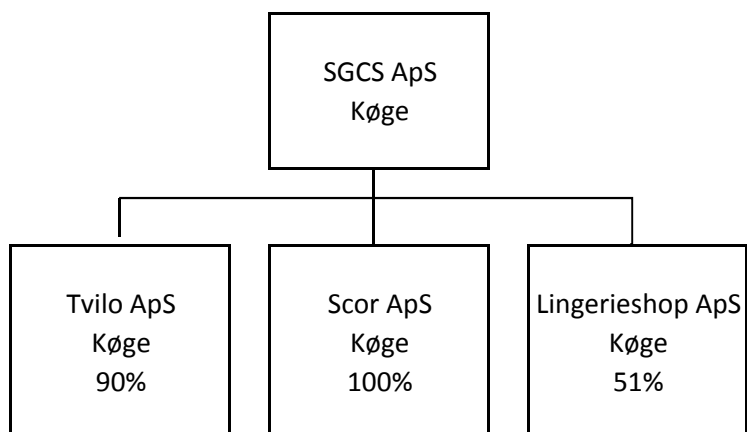 SGCS ApS
Køge
Tvilo ApS
Køge
90%
Scor ApS
Køge
100%
Lingerieshop ApS
Køge
51%